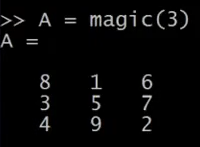 >> A = magic(3)
A =
8 1 6
3 5 7
4 9 2